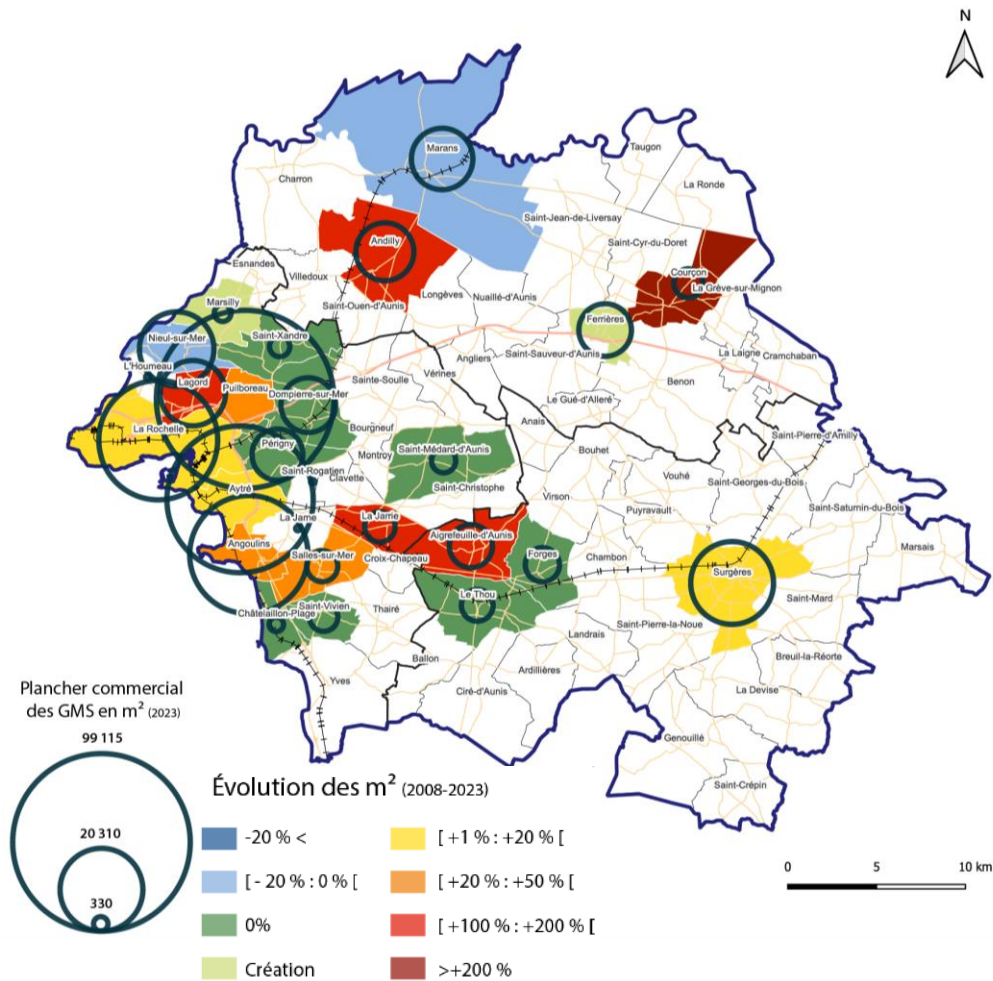 N
Marans
Taugon
Charron
La Ronde
Saint-Jean-de-Liversay
Andilly
Saint-Cyr-du-Doret
Esnandes
Villedoux
Courçon
La Grève-sur-Mignon
Longèves
Nuaillé-d'Aunis
Marsilly
Saint-Ouen-d'Aunis
Ferrières
Nieul-sur-Mer
Saint-Xandre
Angliers
Saint-Sauveur-d'Aunis
La Laigne
Cramchaban
L'Houmeau
Lagord
Puilboreau
Dompierre-sur-Mer
Sainte-Soulle
Vérines
Benon
Le Gué-d'Alleré
La Rochelle
Bourgneuf
Anais
Périgny
Montroy
Saint-Médard-d'Aunis
Bouhet
Saint-Pierre-d'Amilly
Saint-Rogatien
Clavette
Vouhé
Saint-Georges-du-Bois
Aytré
Saint-Christophe
Virson
Puyravault
Saint-Saturnin-du-Bois
La Jarne
La Jarrie
Aigrefeuille-d'Aunis
Angoulins
Salles-sur-Mer
Croix-Chapeau
Forges
Chambon
Surgères
Marsais
Le Thou
Saint-Mard
Châtelaillon-Plage
Saint-Vivien
Thairé
Saint-Pierre-la-Noue
Landrais
Ballon
Ardillières
Breuil-la-Réorte
Yves
Ciré-d'Aunis
La Devise
Genouillé
Saint-Crépin
Plancher commercial
des GMS en m² (2023)
99 115
20 310
330
Évolution des m² (2008-2023)
-20 % <
[ - 20 % : 0 % [
0%
Création
[ +1 % : +20 % [
[ +20 % : +50 % [
[ +100 % : +200 % [
>+200 %
0 5 10 km